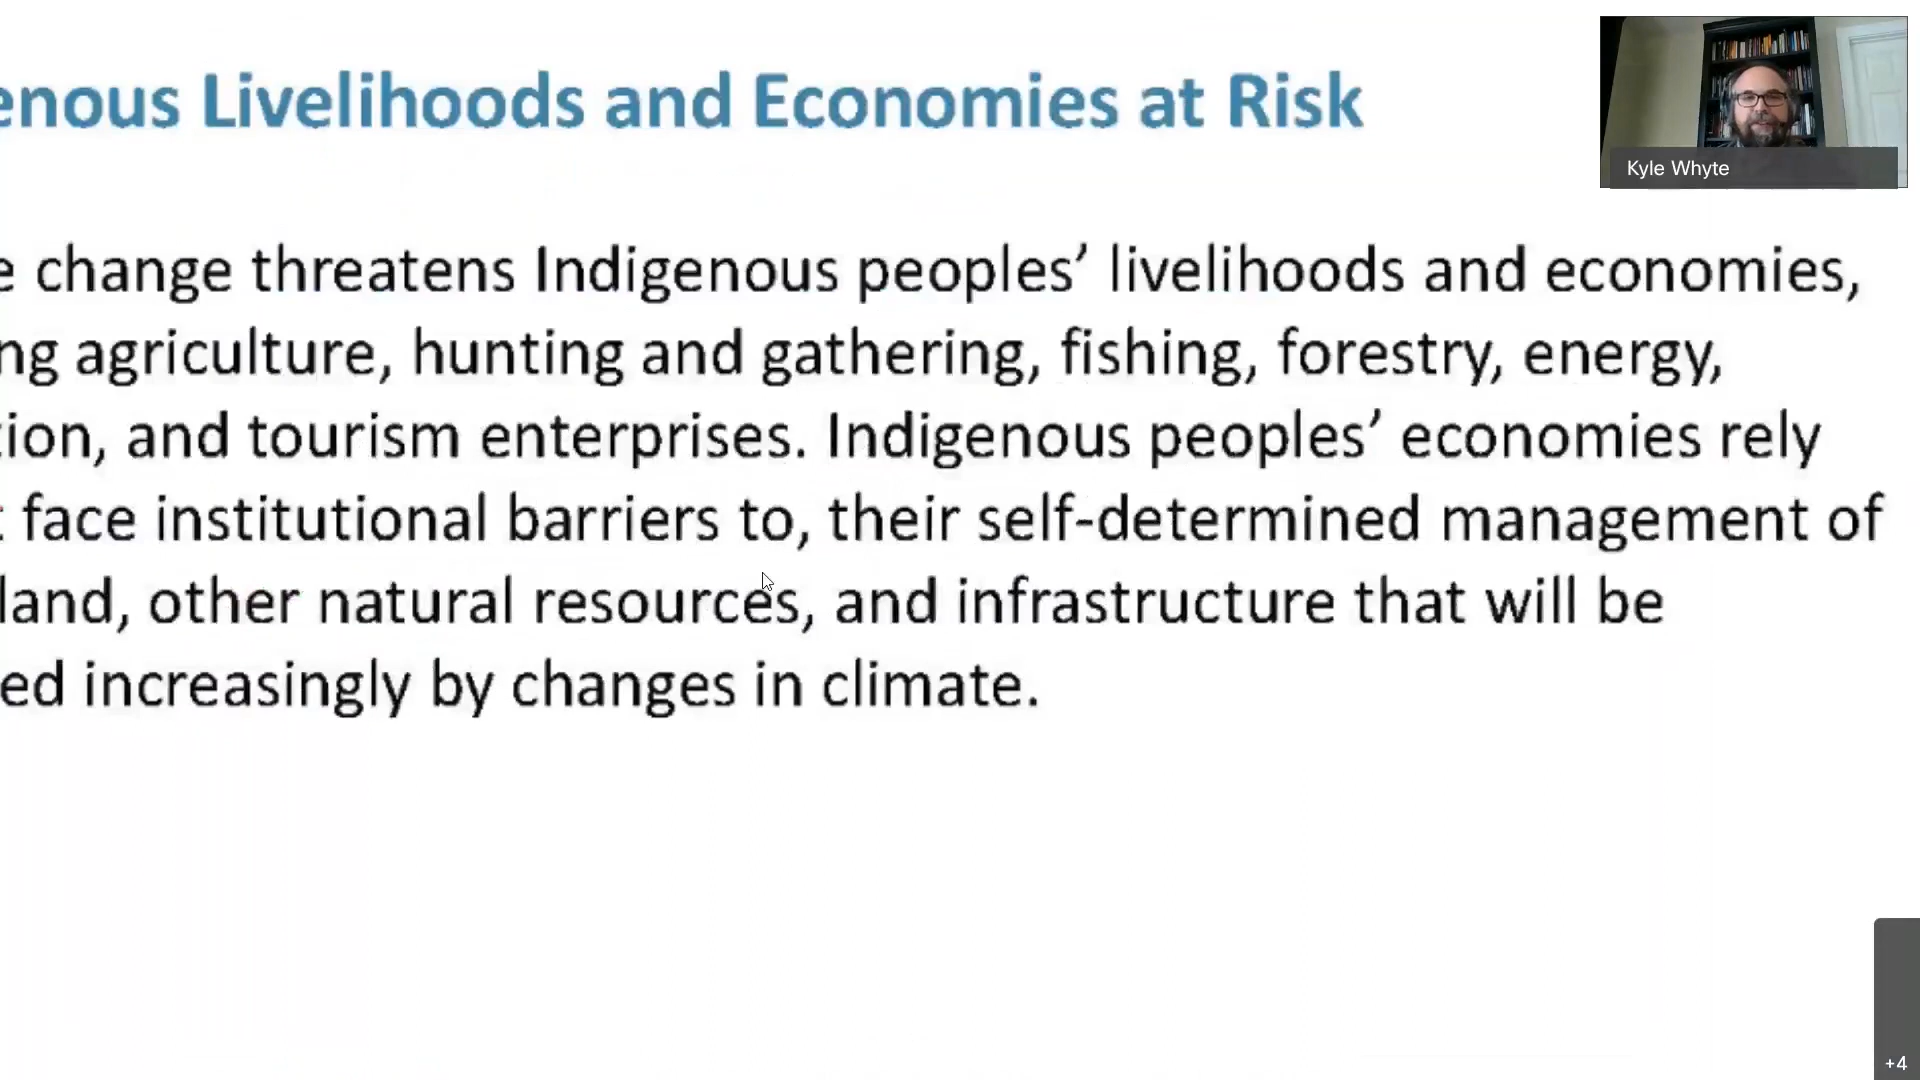 enous Livelihoods and Economies at Risk
Kyle Whyte
e change threatens Indigenous peoples’ livelihoods and economies,
ng agriculture, hunting and gathering, fishing, forestry, energy,
tion, and tourism enterprises. Indigenous peoples’ economies rely
t face institutional barriers to, their self-determined management of
land, other natural resources, and infrastructure that will be
ed increasingly by changes in climate.
+4